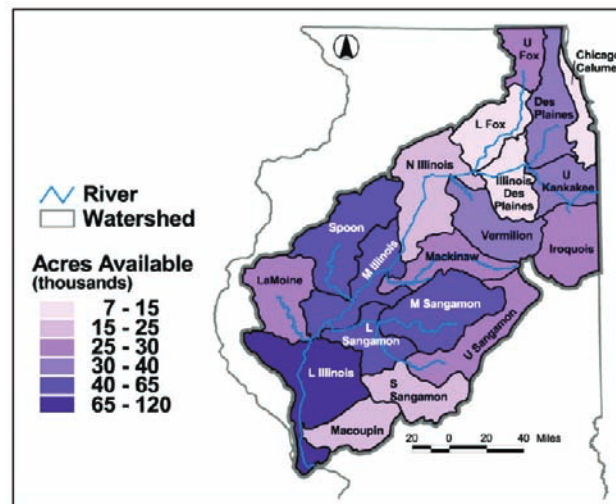 U
Fox
Chicago
(Calume
Des
Plaines
L Fox
N Illinois
Illinois
Des
Plaines
U
Kankakee
River
Watershed
Spoon
M Illinois
Vermilion
Iroquois
Mackinaw
Acres Available
(thousands)
LaMoine
7 - 15
15 - 25
25 - 30
30 - 40
40 - 65
65 - 120
M Sangamon
L
Sangamon
U Sangamon
L Illinois
S
Sangamon
Macoupin
20 0 20 40 Miles